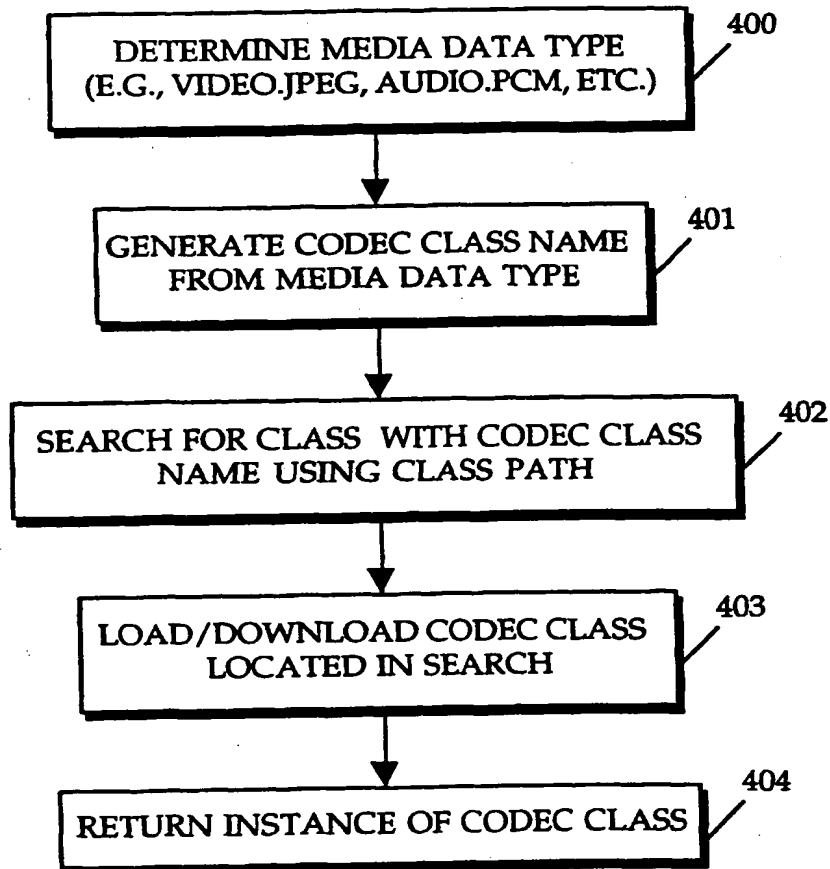 DETERMINE MEDIA DATA TYPE
(E.G., VIDEO.JPEG, AUDIO.PCM, ETC.)
400
GENERATE CODEC CLASS NAME
FROM MEDIA DATA TYPE
401
SEARCH FOR CLASS WITH CODEC CLASS
NAME USING CLASS PATH
402
LOAD/DOWNLOAD CODEC CLASS
LOCATED IN SEARCH
403
RETURN INSTANCE OF CODEC CLASS
404